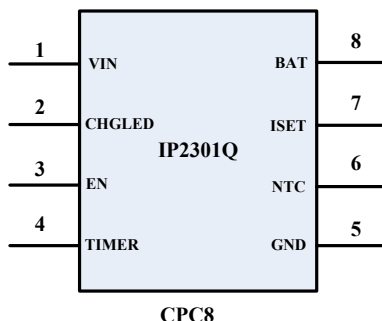 1 VIN BAT 8
2 CHGLED ISET 7
IP2301Q
3 EN NTC 6
4 TIMER GND 5
CPC8